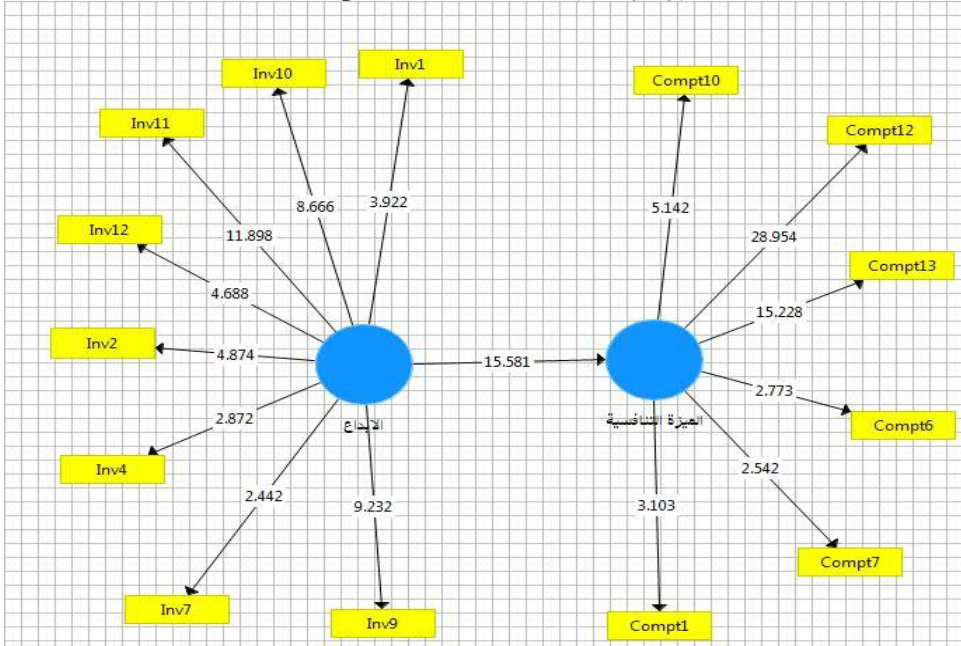 Inv1
Inv10
Compt10
Inv11
Compt12
8.666
3.922
5.142
11.898
28.954
Inv12
Compt13
4.688
15.228
Inv2
4.874
15.581
2.773
2.872
الابداع
الميزة التنافسية
Compt6
Inv4
2.442
9.232
3.103
2.542
Compt7
Inv7
Inv9
Compt1